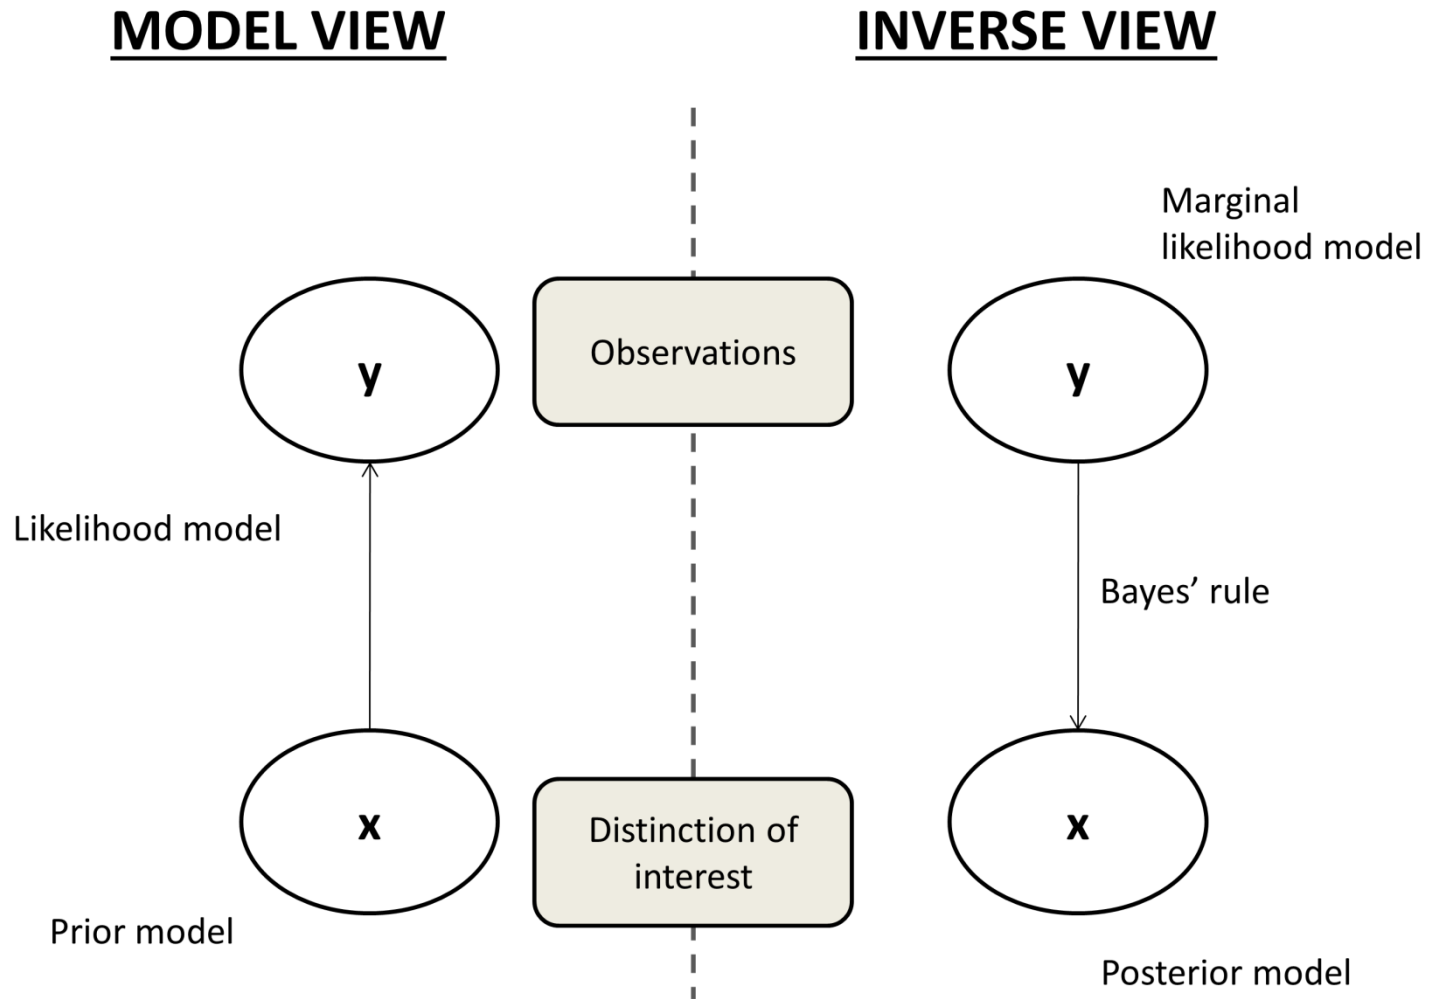 MODEL VIEW
INVERSE VIEW
Marginal
likelihood model
y
Observations
y
Likelihood model
Bayes’ rule
x
Distinction of
interest
x
Prior model
Posterior model